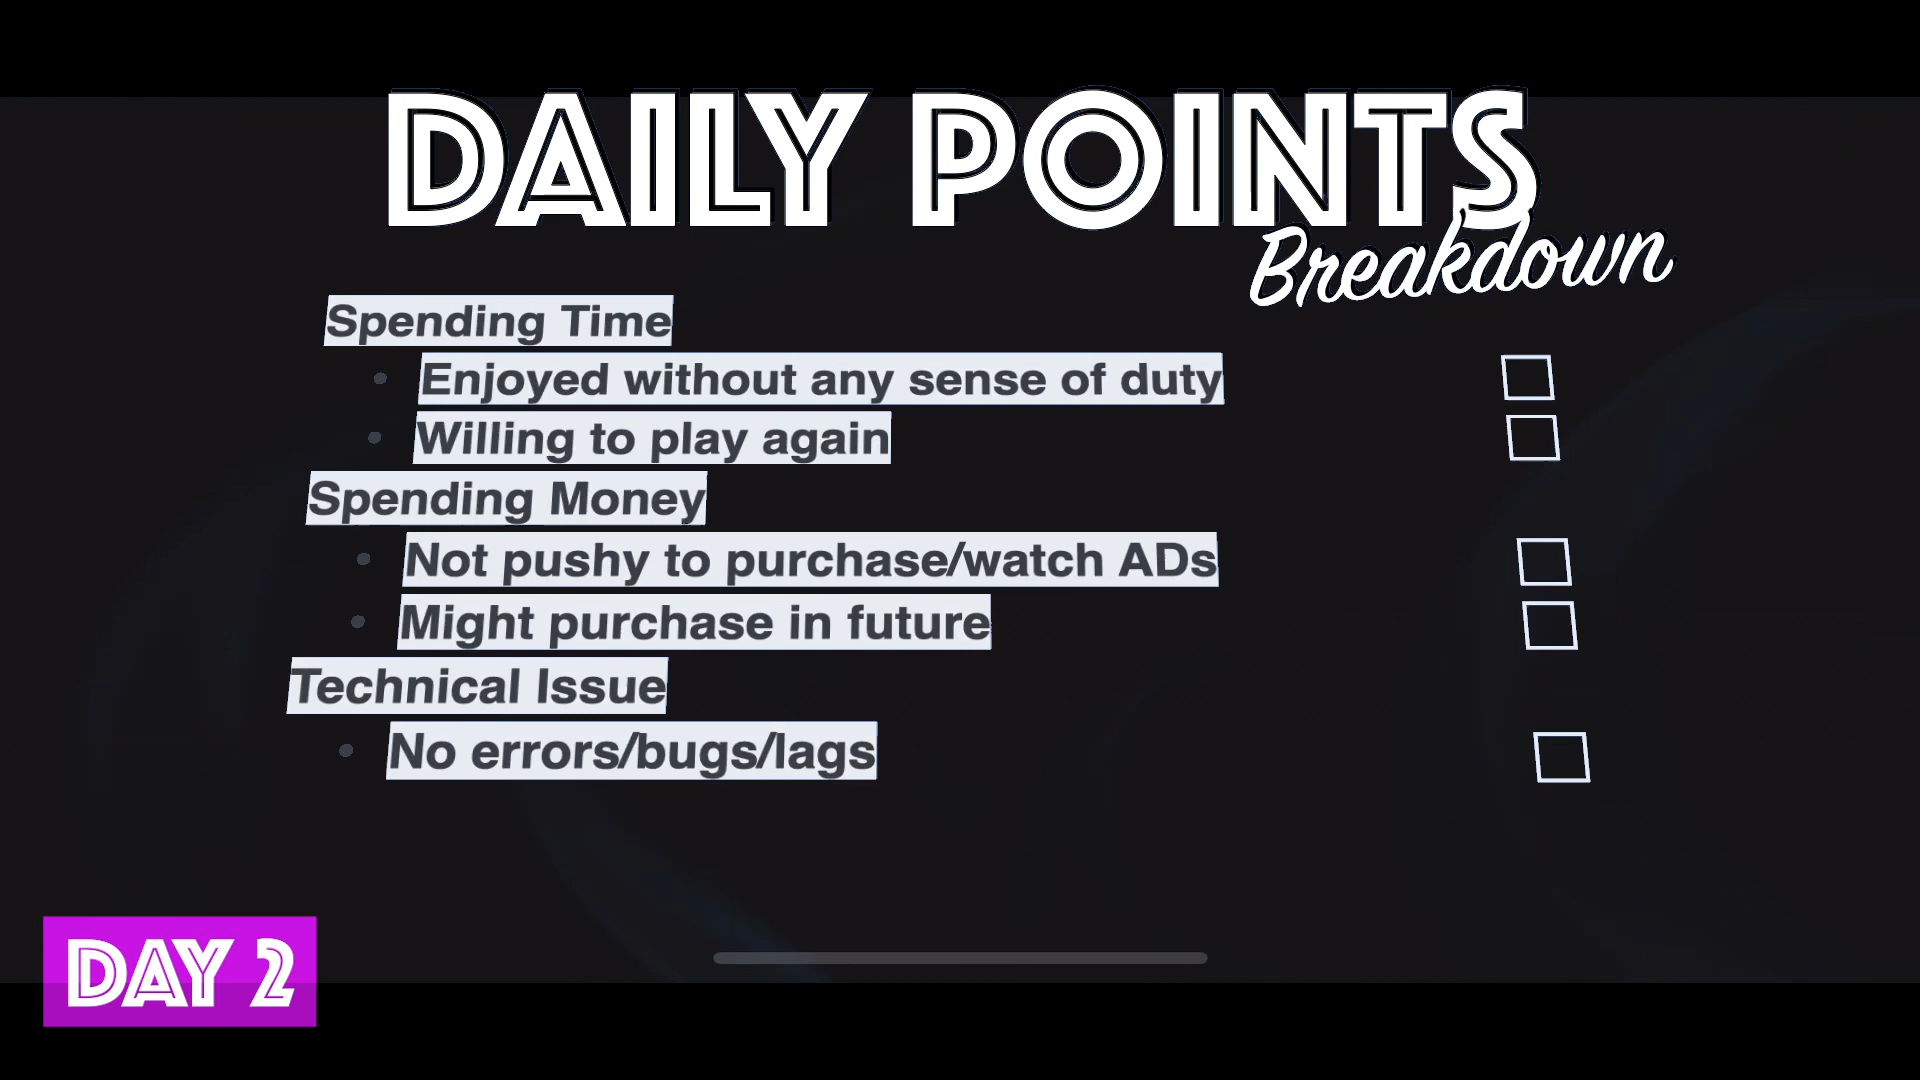 DAILY POINTS
Breakdown
Spending Time
• Enjoyed without any sense of duty
• Willing to play again
Spending Money
• Not pushy to purchase/watch ADs
• Might purchase in future
Technical Issue
• No errors/bugs/lags
DAY 2